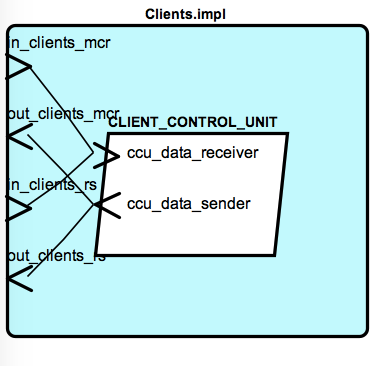 Clients.impl
in_clients_mcr
out_clients_mcr
CLIENT_CONTROL_UNIT
ccu_data_receiver
in_clients_rs
ccu_data_sender
out_clients_rs